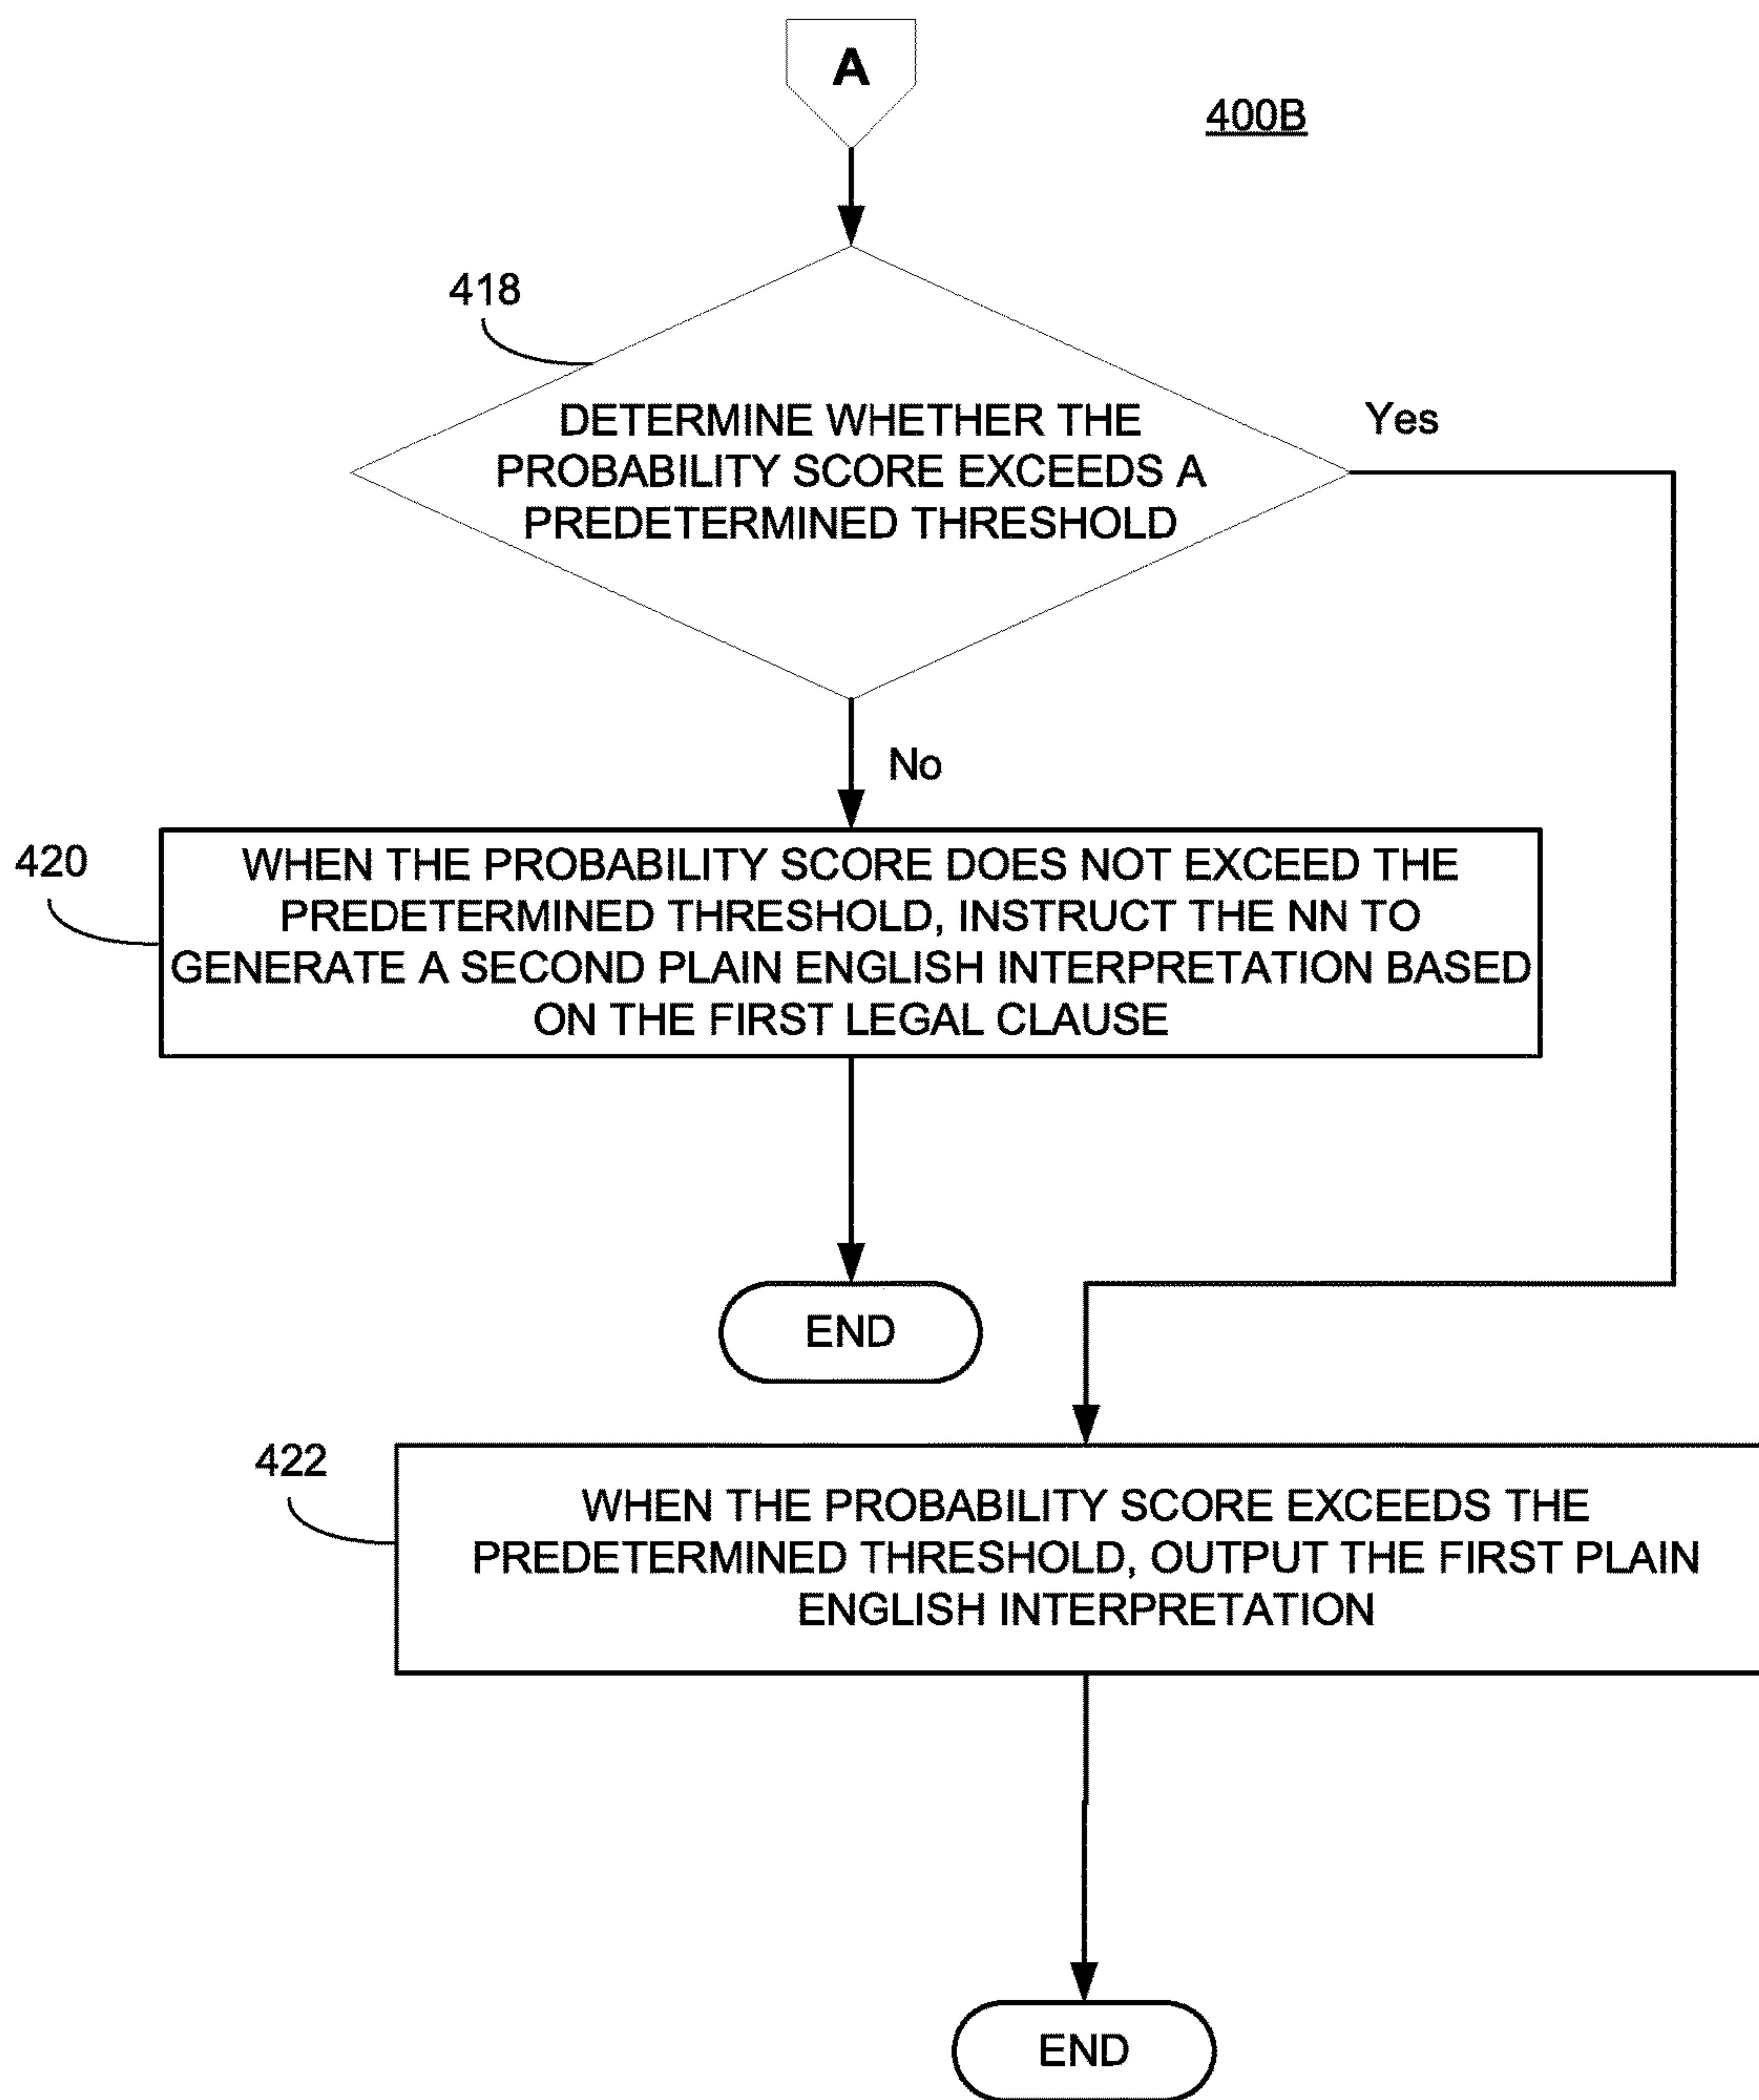 A
400B
418
DETERMINE WHETHER THE
PROBABILITY SCORE EXCEEDS A
PREDETERMINED THRESHOLD
Yes
No
420
WHEN THE PROBABILITY SCORE DOES NOT EXCEED THE
PREDETERMINED THRESHOLD, INSTRUCT THE NN TO
GENERATE A SECOND PLAIN ENGLISH INTERPRETATION BASED
ON THE FIRST LEGAL CLAUSE
END
422
WHEN THE PROBABILITY SCORE EXCEEDS THE
PREDETERMINED THRESHOLD, OUTPUT THE FIRST PLAIN
ENGLISH INTERPRETATION
END